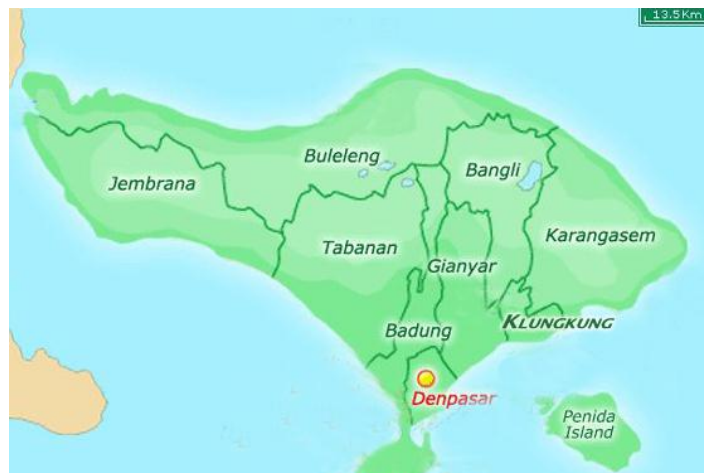 13.5Km
Buleleng
Bangli
Jembrana
Karangasem
Tabanan
Gianyar
KLUNGKUNG
Badung
Denpasar
Penida
Island